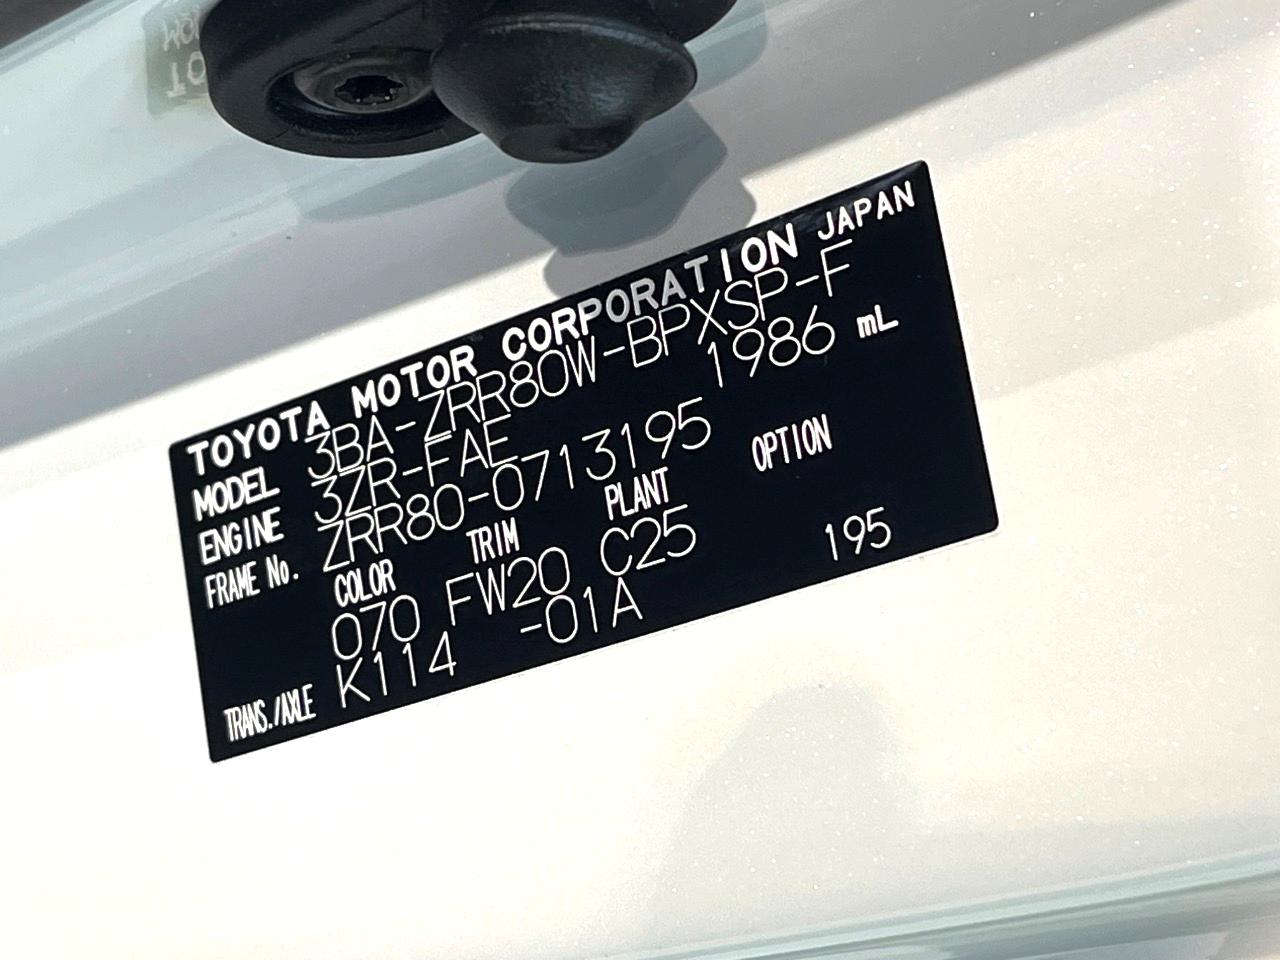 TOYOTA MOTOR CORPORATION JAPAN
MODEL 3BA-ZRR80W-BPXSP-F
ENGINE 3ZR-FAE 1986 mL
FRAME No. ZRR80-0713195
COLOR TRIM PLANT OPTION
070 FW20 C25 195
TRANS./AXLE K114 -01A